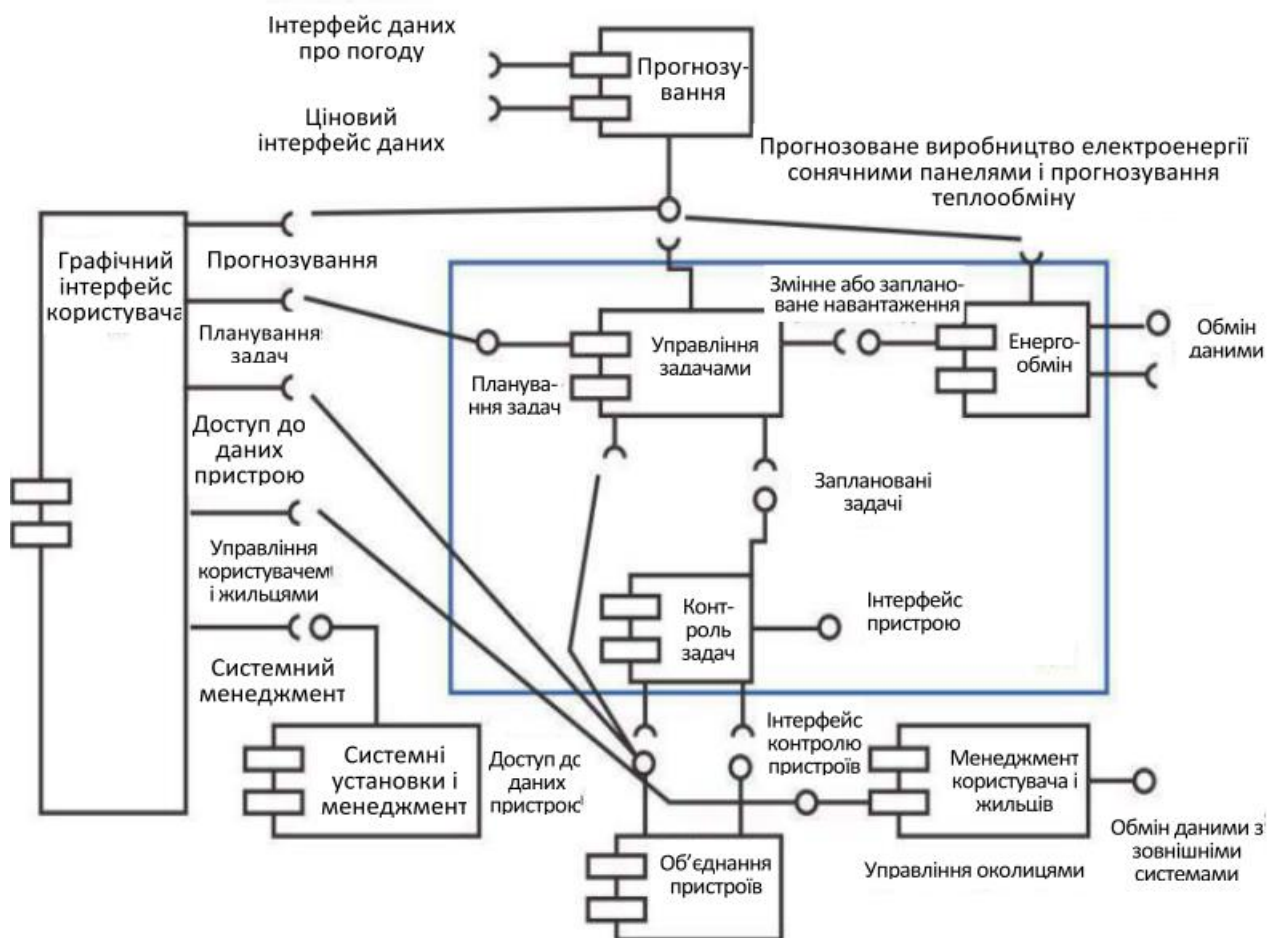 Інтерфейс даних
про погоду
Прогнозу-
вання
Ціновий
інтерфейс даних
Прогнозоване виробництво електроенергії
сонячними панелями і прогнозування
теплообміну
Графічний
інтерфейс
користувача
Прогнозування
Планування
задач
Доступ до
даних
пристрою
Управління
користувачем
і жильцями
Системний
менеджмент
Планува-
ння задач
Управління
задачами
Змінне або заплано-
ване навантаження
Енерго-
обмін
Обмін
даними
Заплановані
задачі
Конт-
роль
задач
Інтерфейс
пристрою
Системні
установки і
менеджмент
Доступ до
даних
пристрою
Інтерфейс
контролю
пристроїв
Менеджмент
користувача і
жильців
Об’єднання
пристроїв
Управління околицями
Обмін даними з
зовнішніми
системами